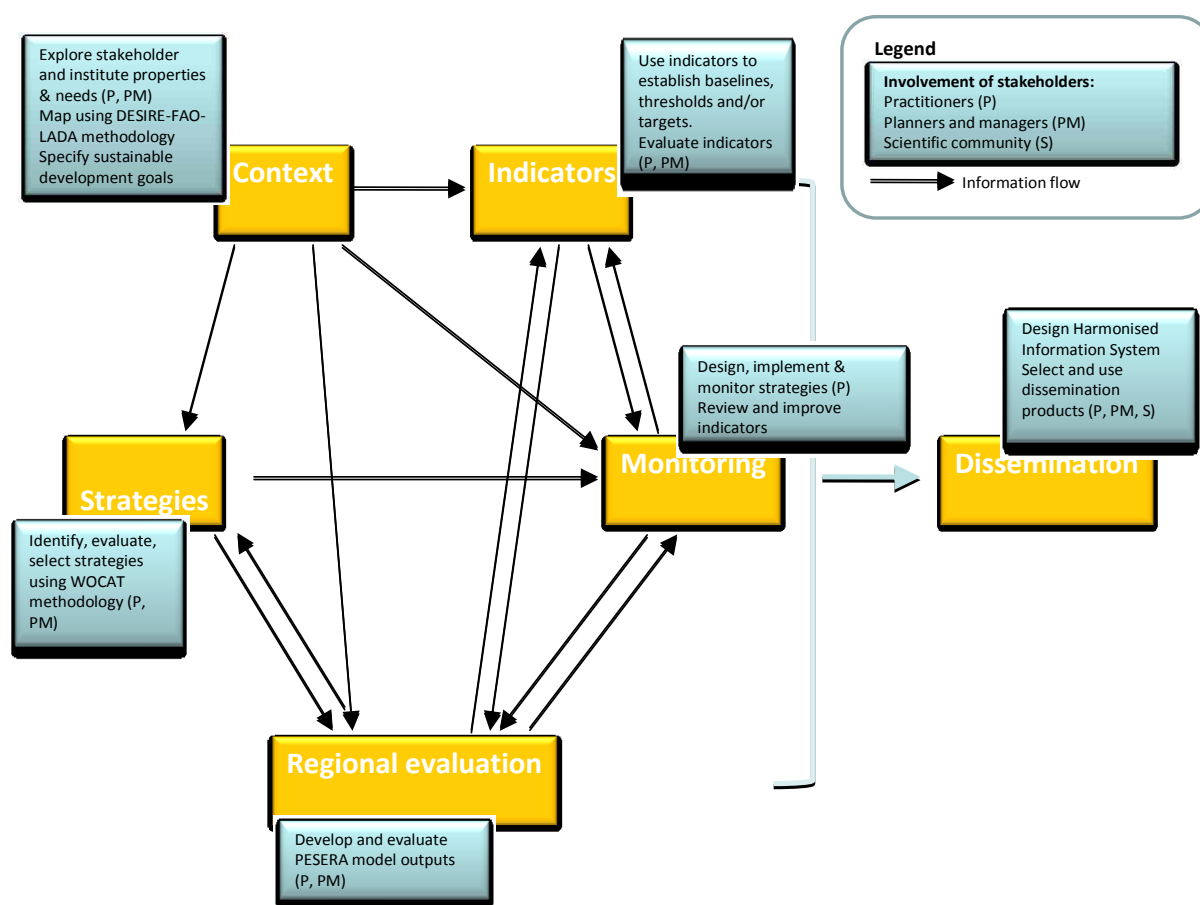 Explore stakeholder
and institute properties
& needs (P, PM)
Map using DESIRE-FAO-
LADA methodology
Specify sustainable
development goals
Context
Use indicators to
establish baselines,
thresholds and/or
targets.
Evaluate indicators
(P, PM)
Indicators
Legend
Involvement of stakeholders:
Practitioners (P)
Planners and managers (PM)
Scientific community (S)
Information flow
Design, implement &
monitor strategies (P)
Review and improve
indicators
Monitoring
Design Harmonised
Information System
Select and use
dissemination
products (P, PM, S)
Dissemination
Strategies
Identify, evaluate,
select strategies
using WOCAT
methodology (P,
PM)
Regional evaluation
Develop and evaluate
PESERA model outputs
(P, PM)